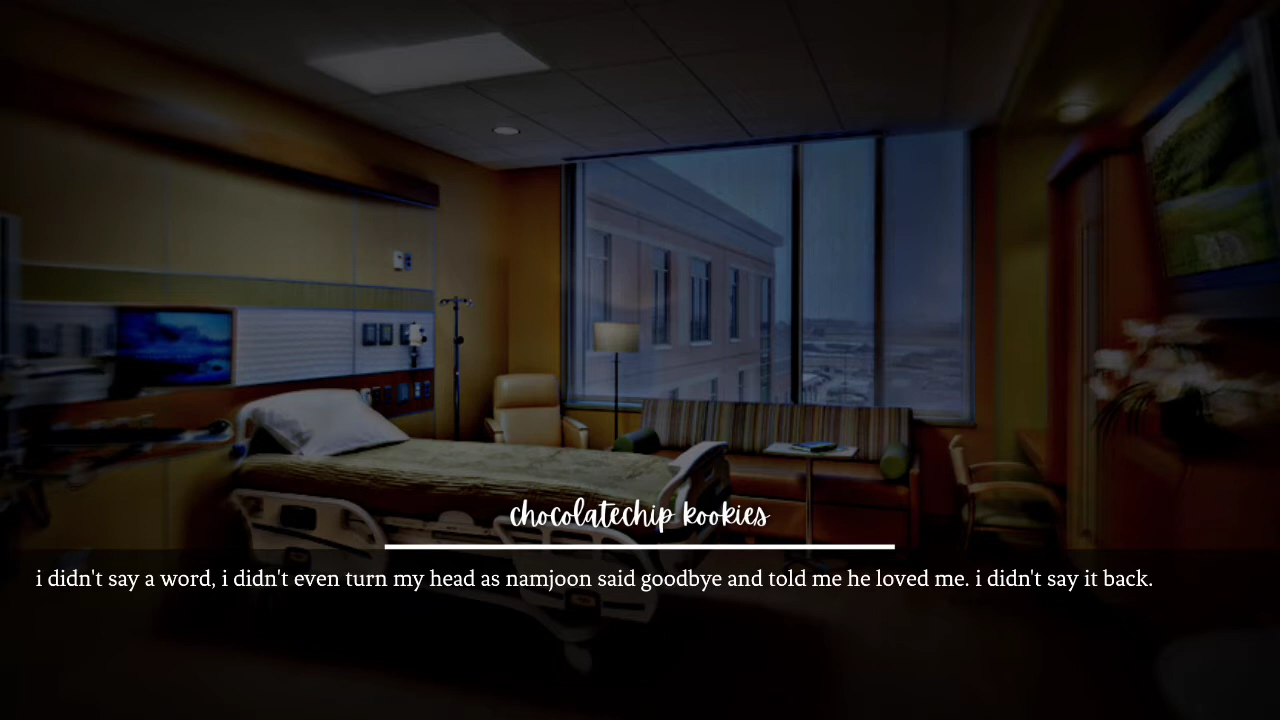 chocolatechip kookies
i didn't say a word, i didn't even turn my head as namjoon said goodbye and told me he loved me. i didn't say it back.